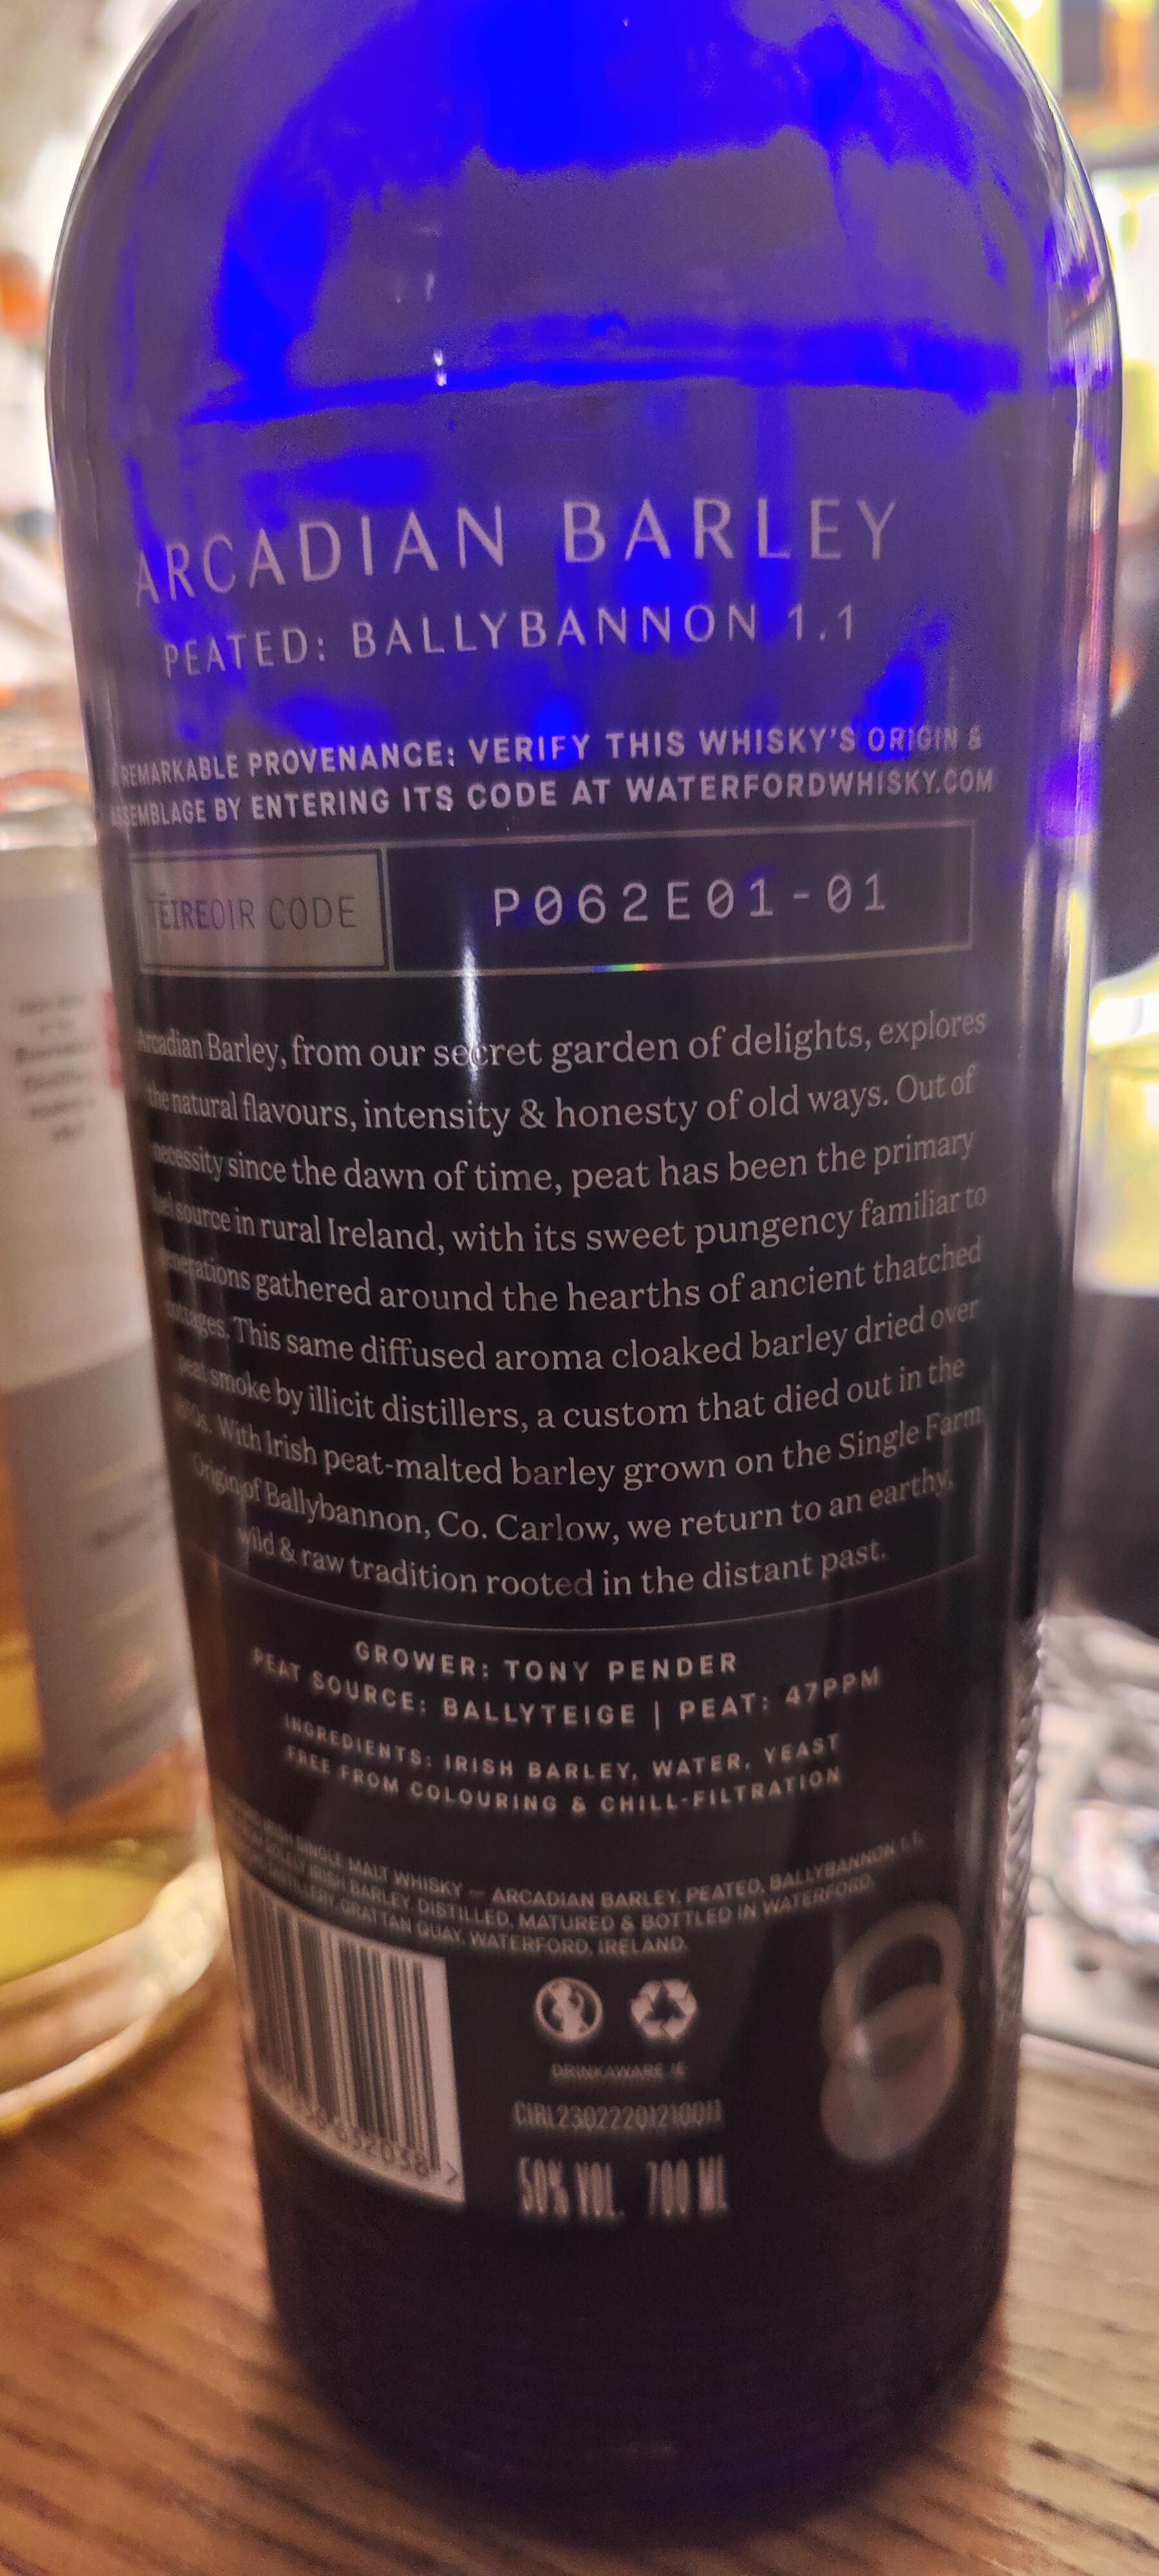 ARCADIAN BARLEY
PEATED: BALLYBANNON 1.1
REMARKABLE PROVENANCE: VERIFY THIS WHISKY'S ORIGIN &
ASSEMBLAGE BY ENTERING ITS CODE AT WATERFORDWHISKY.COM
TÉIREOIR CODE
P062E01-01
Arcadian Barley, from our secret garden of delights, explores
the natural flavours, intensity & honesty of old ways. Out of
necessity since the dawn of time, peat has been the primary
fuel source in rural Ireland, with its sweet pungency familiar to
generations gathered around the hearths of ancient thatched
cottages. This same diffused aroma cloaked barley dried over
peat smoke by illicit distillers, a custom that died out in the
With Irish peat-malted barley grown on the Single Farm
Origin of Ballybannon, Co. Carlow, we return to an earthy,
wild & raw tradition rooted in the distant past.
GROWER: TONY PENDER
PEAT SOURCE: BALLYTEIGE | PEAT: 47PPM
INGREDIENTS: IRISH BARLEY, WATER, YEAST
FREE FROM COLOURING & CHILL-FILTRATION
SINGLE MALT WHISKY — ARCADIAN BARLEY, PEATED, BALLYBANNON 1.1.
IRISH BARLEY. DISTILLED, MATURED & BOTTLED IN WATERFORD.
DISTILLERY, GRATTAN QUAY, WATERFORD, IRELAND.
DRINKAWARE.IE
CIRL23022201210011
50% VOL. 700 ML